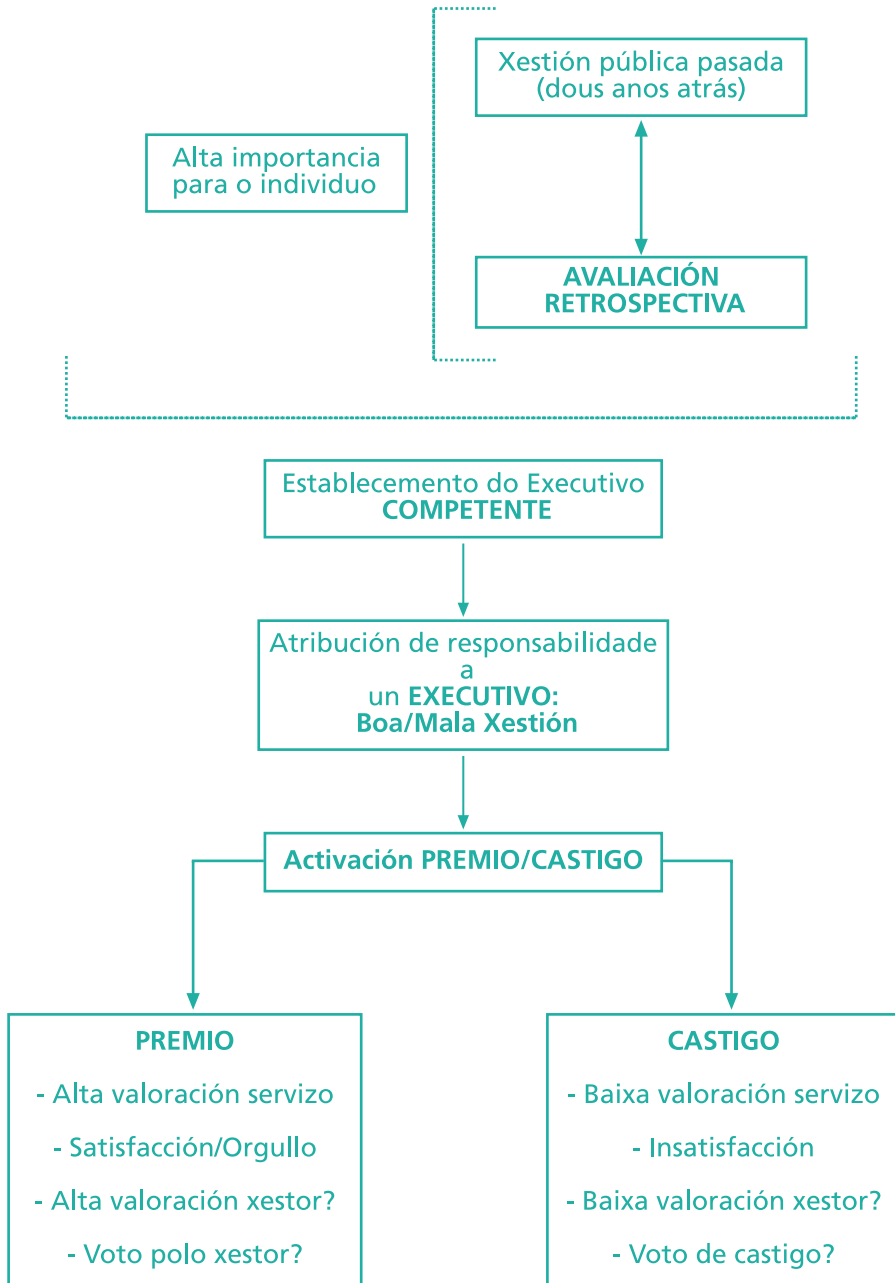 Xestión pública pasada
(dous anos atrás)
Alta importancia
para o individuo
AVALIACIÓN
RETROSPECTIVA
Establecemento do Executivo
COMPETENTE
Atribución de responsabilidade
a
un EXECUTIVO:
Boa/Mala Xestión
Activación PREMIO/CASTIGO
PREMIO
- Alta valoración servizo
- Satisfacción/Orgullo
- Alta valoración xestor?
- Voto polo xestor?
CASTIGO
- Baixa valoración servizo
- Insatisfacción
- Baixa valoración xestor?
- Voto de castigo?